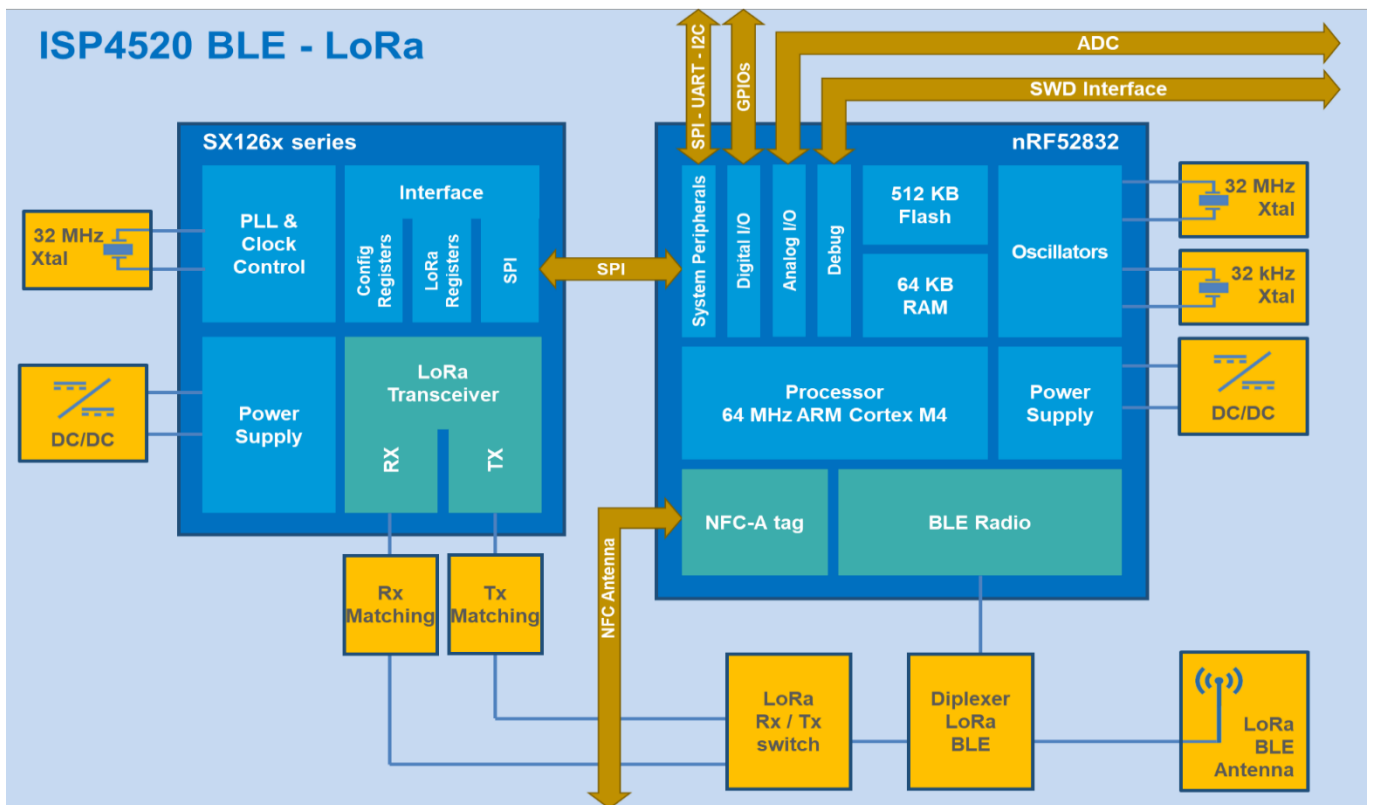 ISP4520 BLE - LoRa
SPI - UART - I2C
GPIOs
ADC
SWD Interface
SX126x series
nRF52832
PLL &
Clock
Control
Interface
Config
Registers
LoRa
Registers
SPI
SPI
System Peripherals
Digital I/O
Analog I/O
Debug
512 KB
Flash
64 KB
RAM
Oscillators
32 MHz
Xtal
32 MHz
Xtal
32 kHz
Xtal
DC/DC
Power
Supply
LoRa
Transceiver
RX
TX
Processor
64 MHz ARM Cortex M4
Power
Supply
DC/DC
NFC-A tag
BLE Radio
NFC Antenna
Rx
Matching
Tx
Matching
LoRa
Rx / Tx
switch
Diplexer
LoRa
BLE
LoRa
BLE
Antenna